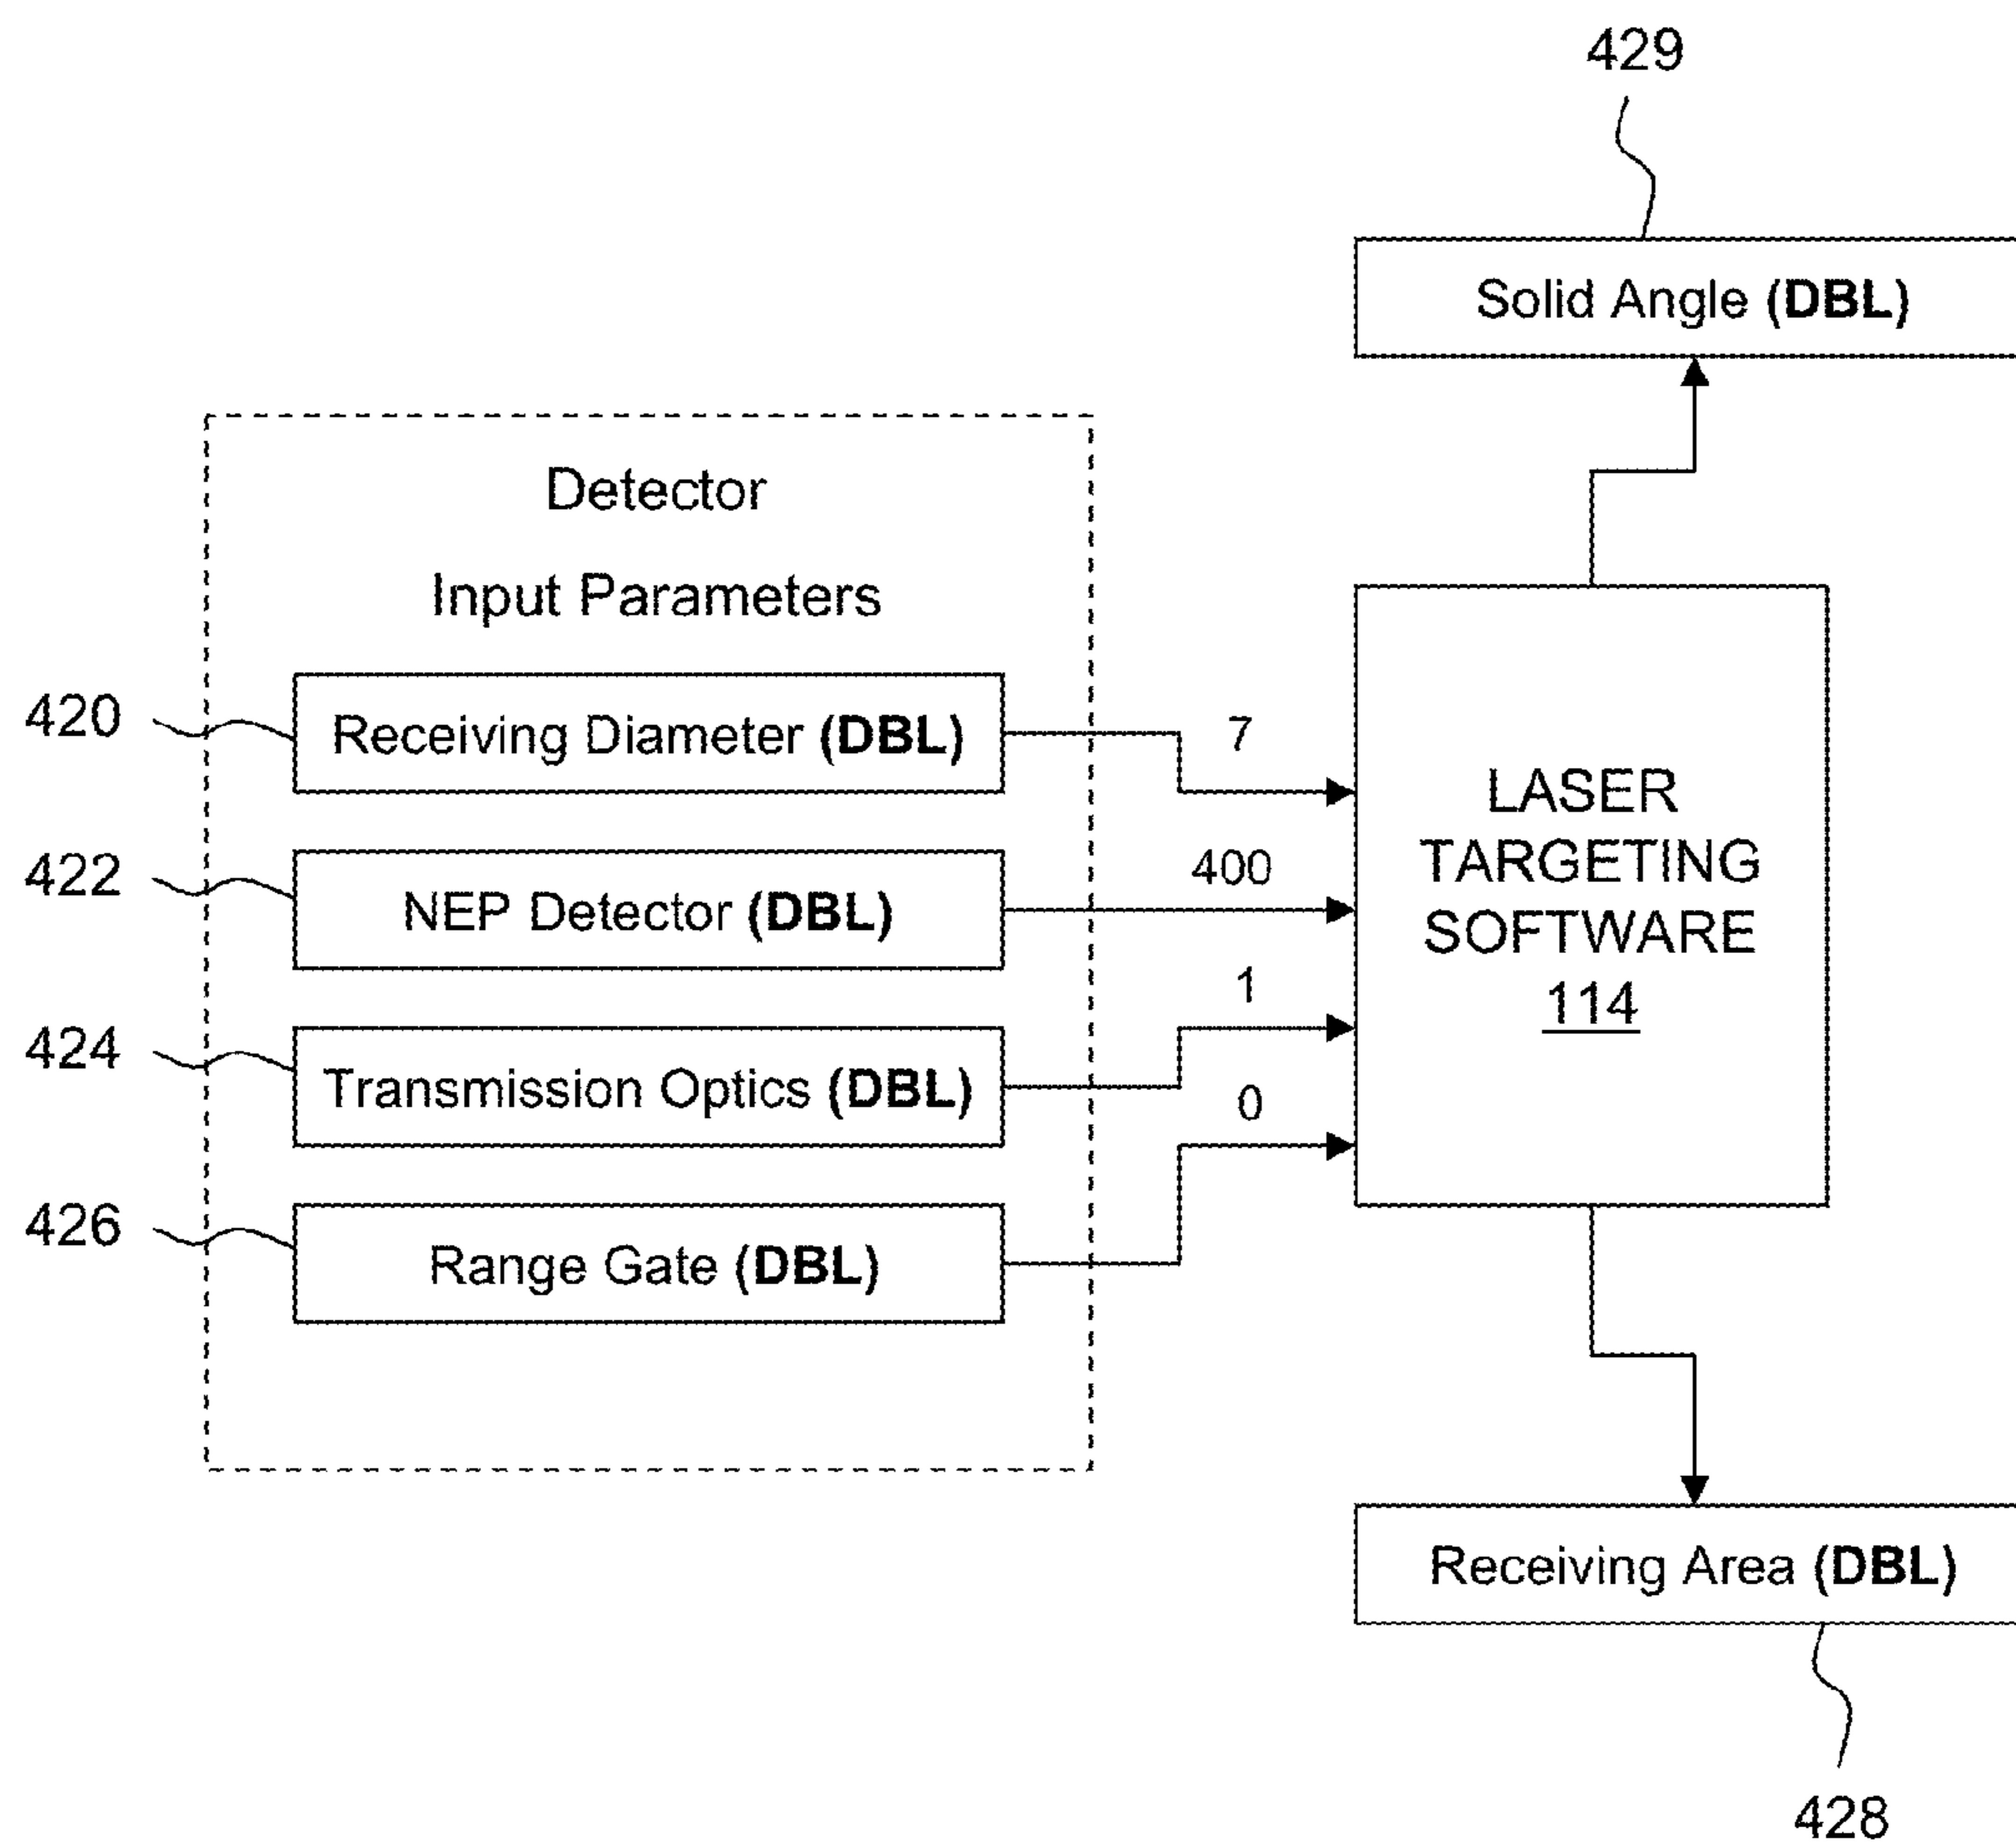 429
Solid Angle (DBL)
Detector
Input Parameters
420
Receiving Diameter (DBL)
7
422
NEP Detector (DBL)
400
424
Transmission Optics (DBL)
1
426
Range Gate (DBL)
0
LASER
TARGETING
SOFTWARE
114
Receiving Area (DBL)
428